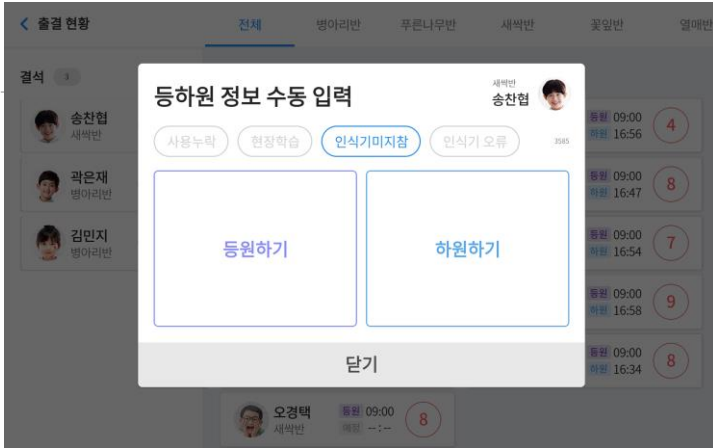 출결 현황
전체 병아리반 푸른나무반 새싹반 꽃잎반 열매반
결석 3
송찬협
새싹반
곽은재
병아리반
김민지
병아리반
등하원 정보 수동 입력
새싹반
송찬협
사용누락 현장학습 인식기미지참 인식기 오류 3585
등원하기 하원하기
닫기
등원 09:00
하원 16:56
4
등원 09:00
하원 16:47
8
등원 09:00
하원 16:54
7
등원 09:00
하원 16:58
9
등원 09:00
하원 16:34
8
오경택 등원 09:00
새싹반 --:--
8